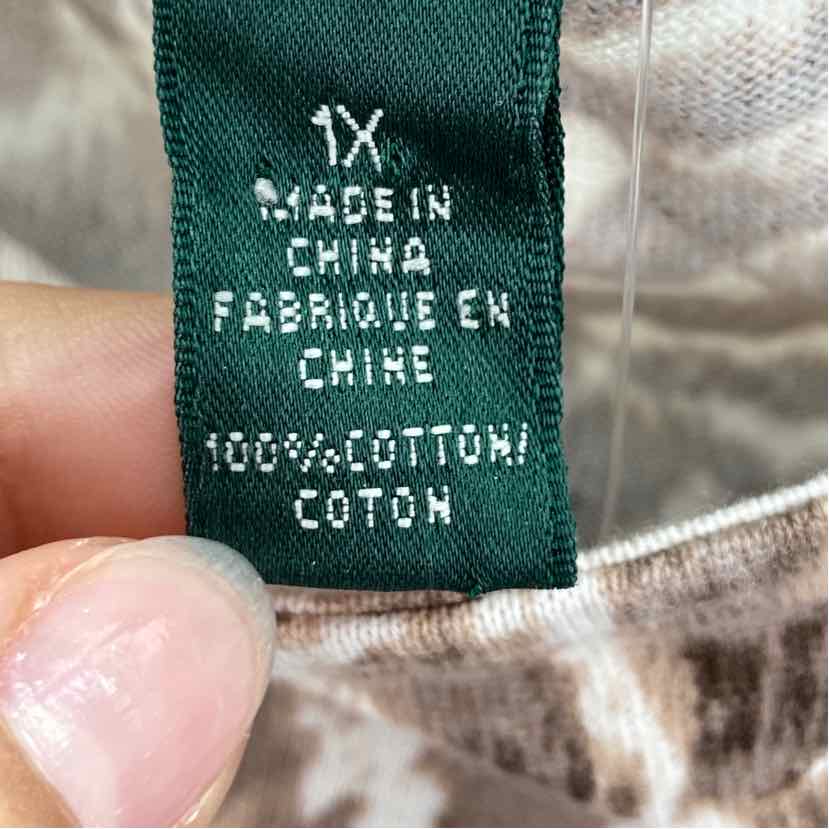 1X
MADE IN
CHINA
FABRIQUE EN
CHINE
100%COTTON/
COTON